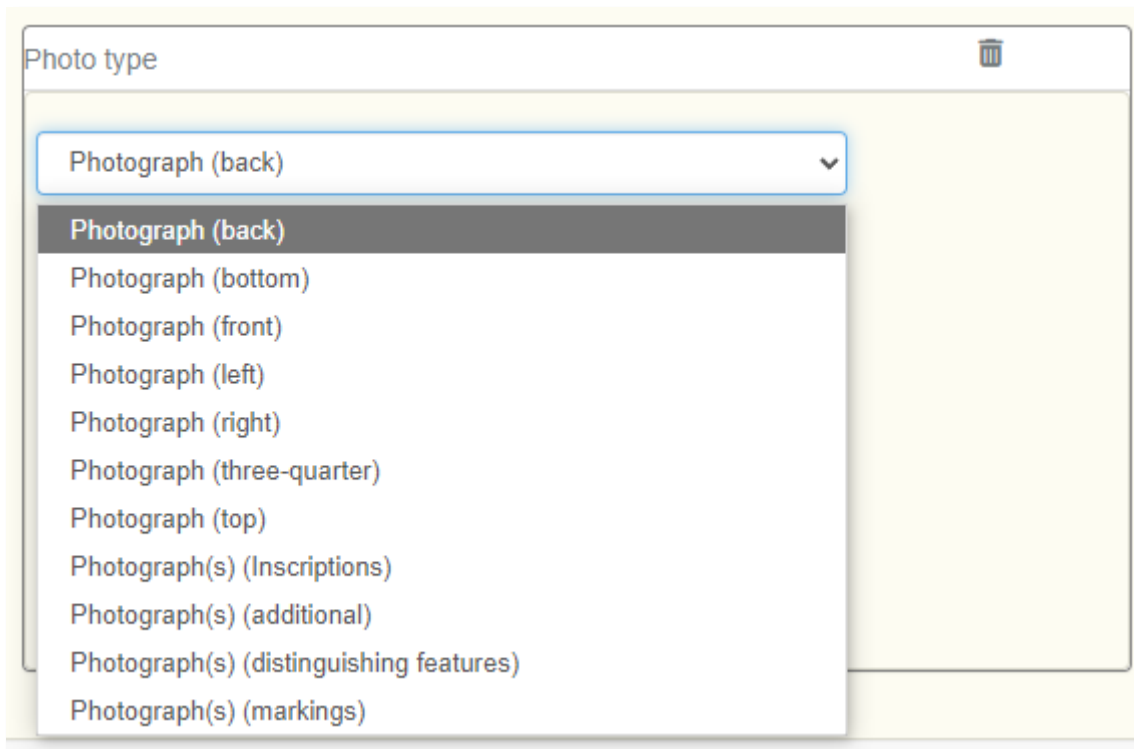 Photo type
Photograph (back)
Photograph (back)
Photograph (bottom)
Photograph (front)
Photograph (left)
Photograph (right)
Photograph (three-quarter)
Photograph (top)
Photograph(s) (Inscriptions)
Photograph(s) (additional)
Photograph(s) (distinguishing features)
Photograph(s) (markings)